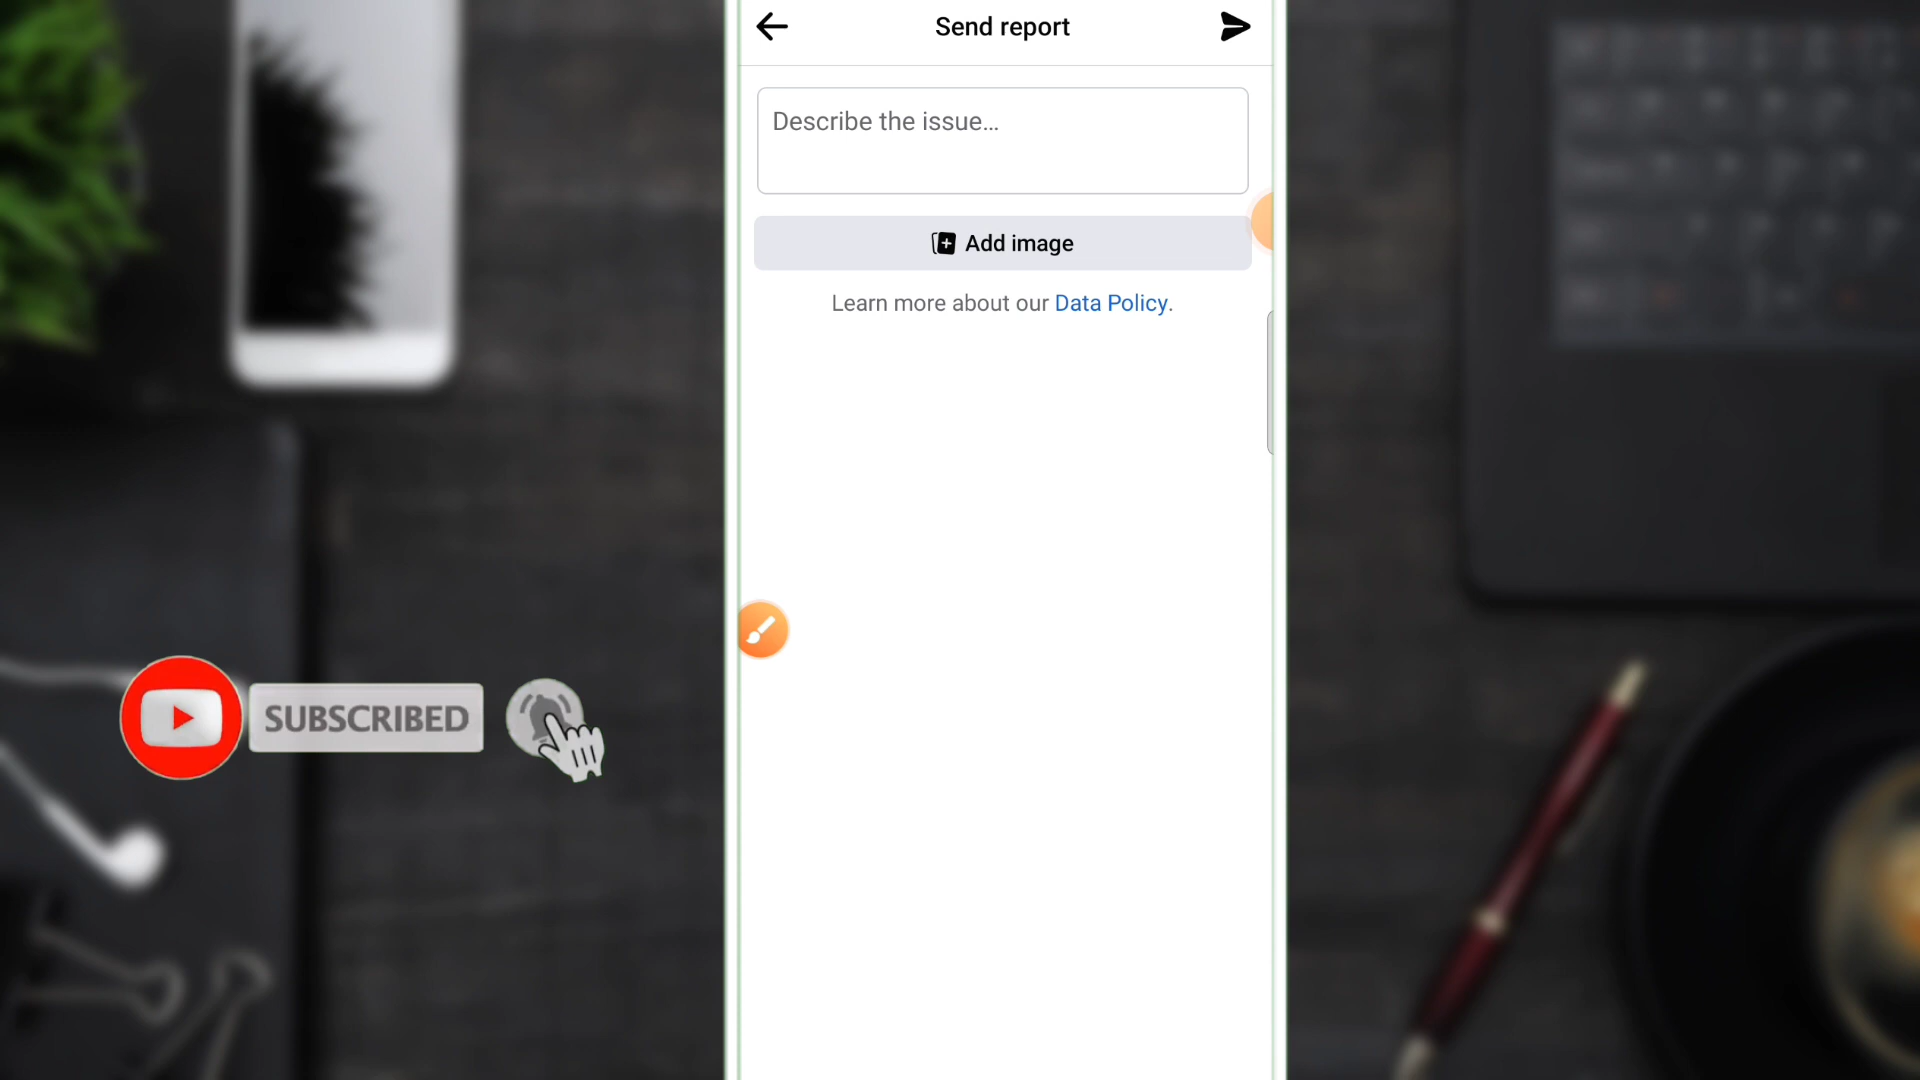 Send report
Describe the issue...
Add image
Learn more about our Data Policy.
SUBSCRIBED